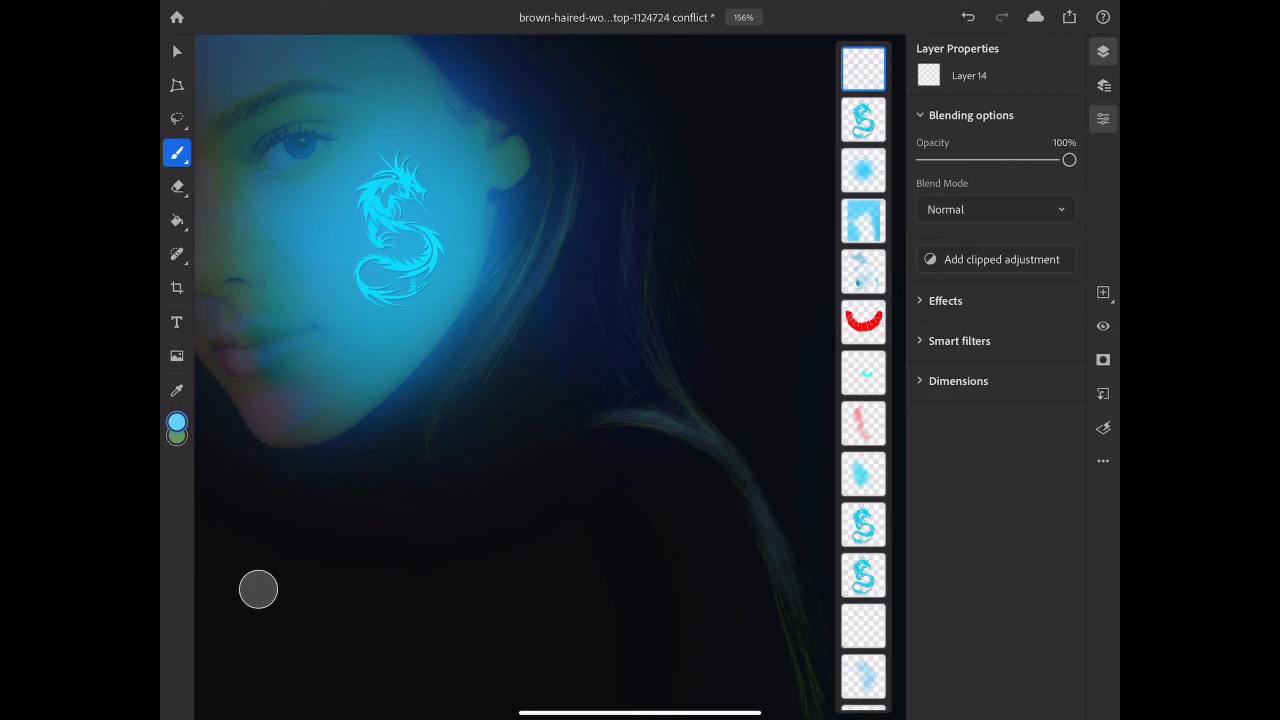 brown-haired-wo...top-1124724 conflict *
156%
Layer Properties
Layer 14
Blending options
Opacity
100%
Blend Mode
Normal
Add clipped adjustment
Effects
Smart filters
Dimensions